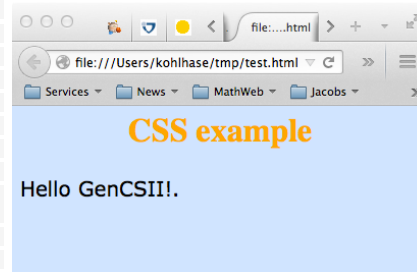 file:....html
file:///Users/kohlhase/tmp/test.html
Services News MathWeb Jacobs
CSS example
Hello GenCSII!.